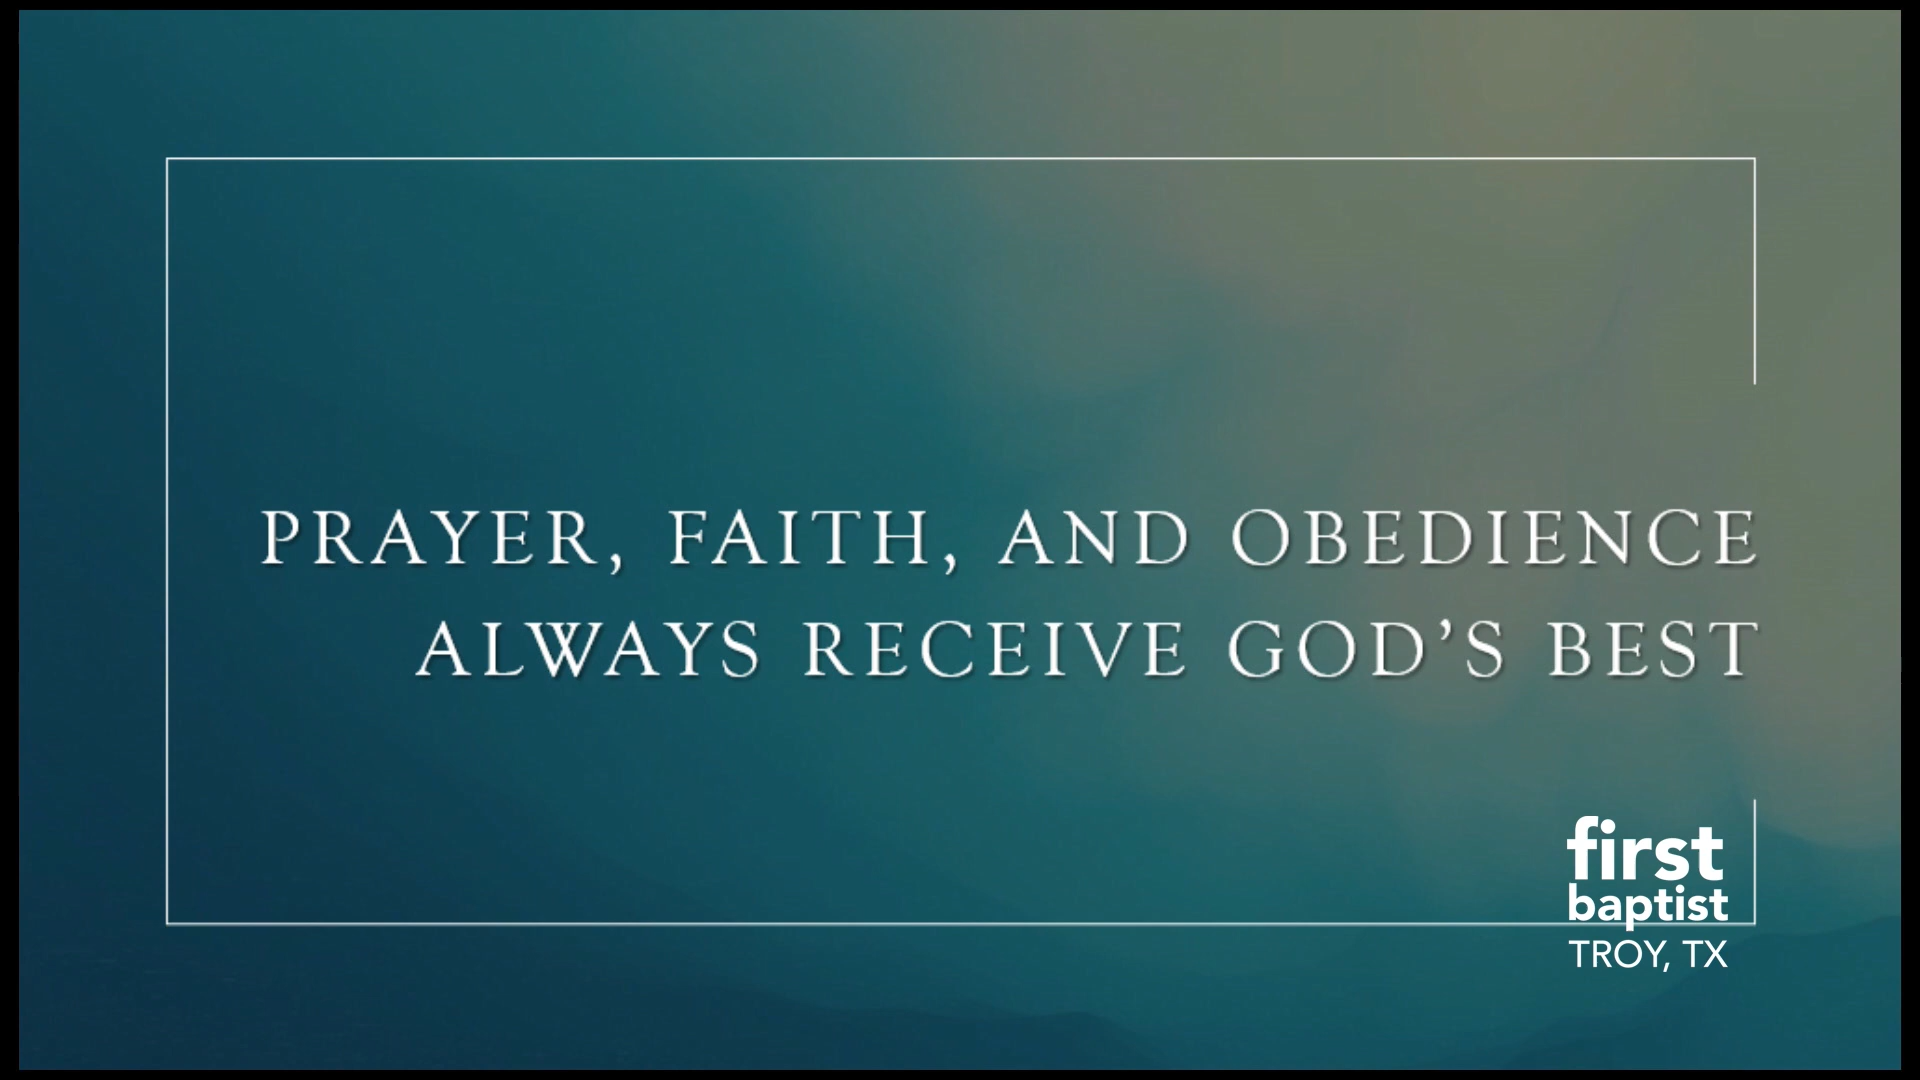 PRAYER, FAITH, AND OBEDIENCE
ALWAYS RECEIVE GOD’S BEST
first
baptist
TROY, TX